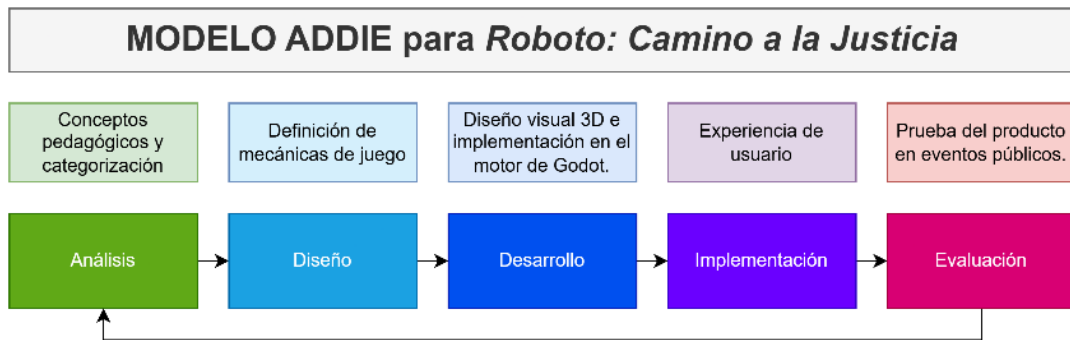 MODELO ADDIE para Roboto: Camino a la Justicia
Conceptos
pedagógicos y
categorización
Definición de
mecánicas de juego
Diseño visual 3D e
implementación en el
motor de Godot.
Experiencia de
usuario
Prueba del producto
en eventos públicos.
Análisis
Diseño
Desarrollo
Implementación
Evaluación